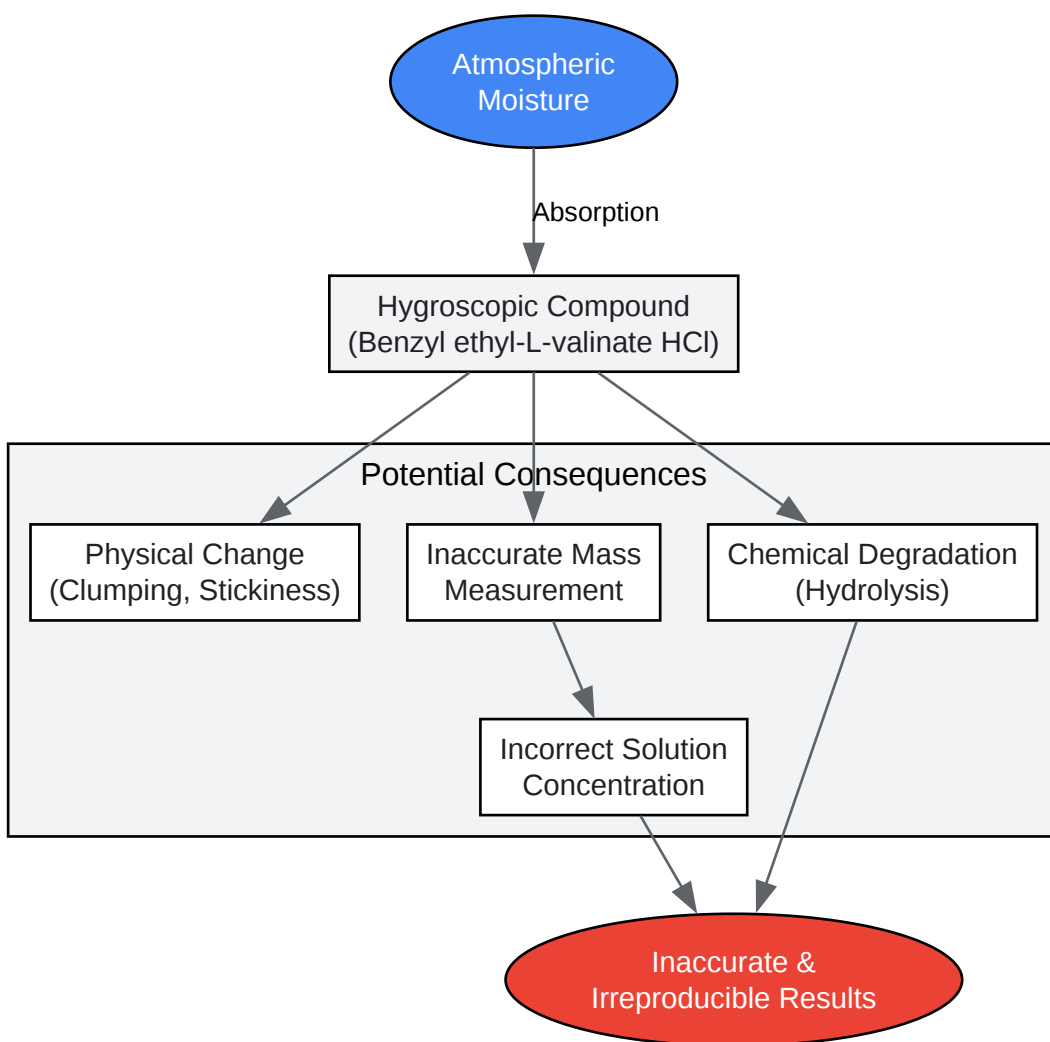 Atmospheric
Moisture
Absorption
Hygroscopic Compound
(Benzyl ethyl-L-valinate HCl)
Potential Consequences
Physical Change
(Clumping, Stickiness)
Inaccurate Mass
Measurement
Chemical Degradation
(Hydrolysis)
Incorrect Solution
Concentration
Inaccurate &
Irreproducible Results